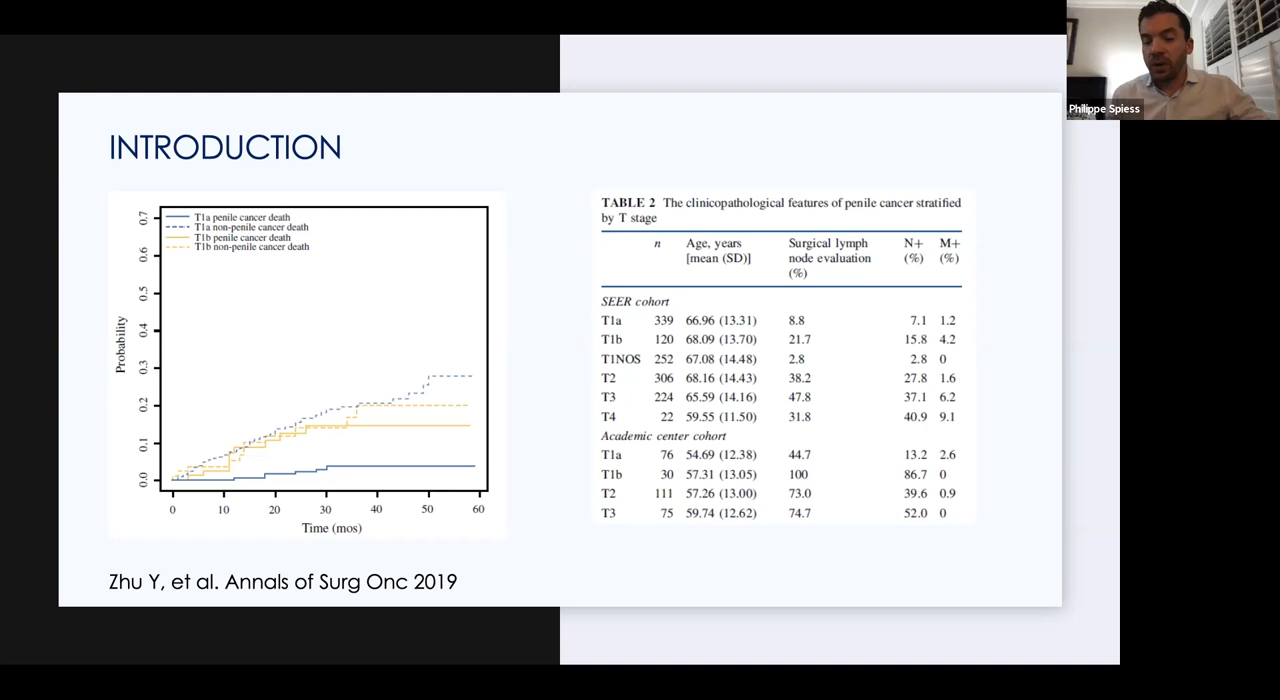 Philippe Spiess
INTRODUCTION
T1a penile cancer death
T1a non-penile cancer death
T1b penile cancer death
T1b non-penile cancer death
0.7
0.6
0.5
0.4
0.3
0.2
0.1
0.0
Probability
0 10 20 30 40 50 60
Time (mos)
TABLE 2 The clinicopathological features of penile cancer stratified
by T stage
n Age, years Surgical lymph N+ M+
[mean (SD)] node evaluation (%) (%)
(%)
SEER cohort
T1a 339 66.96 (13.31) 8.8 7.1 1.2
T1b 120 68.09 (13.70) 21.7 15.8 4.2
T1NOS 252 67.08 (14.48) 2.8 2.8 0
T2 306 68.16 (14.43) 38.2 27.8 1.6
T3 224 65.59 (14.16) 47.8 37.1 6.2
T4 22 59.55 (11.50) 31.8 40.9 9.1
Academic center cohort
T1a 76 54.69 (12.38) 44.7 13.2 2.6
T1b 30 57.31 (13.05) 100 86.7 0
T2 111 57.26 (13.00) 73.0 39.6 0.9
T3 75 59.74 (12.62) 74.7 52.0 0
Zhu Y, et al. Annals of Surg Onc 2019